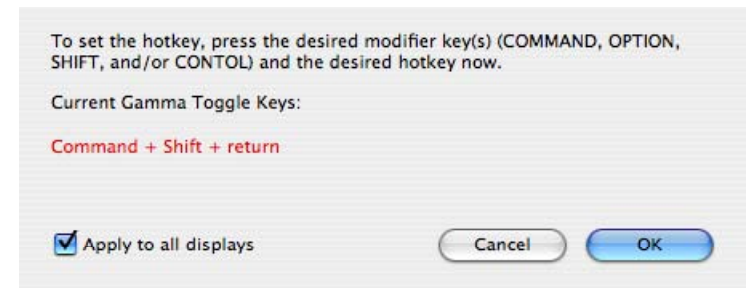 To set the hotkey, press the desired modifier key(s) (COMMAND, OPTION,
SHIFT, and/or CONTOL) and the desired hotkey now.
Current Gamma Toggle Keys:
Command + Shift + return
Apply to all displays
Cancel
OK